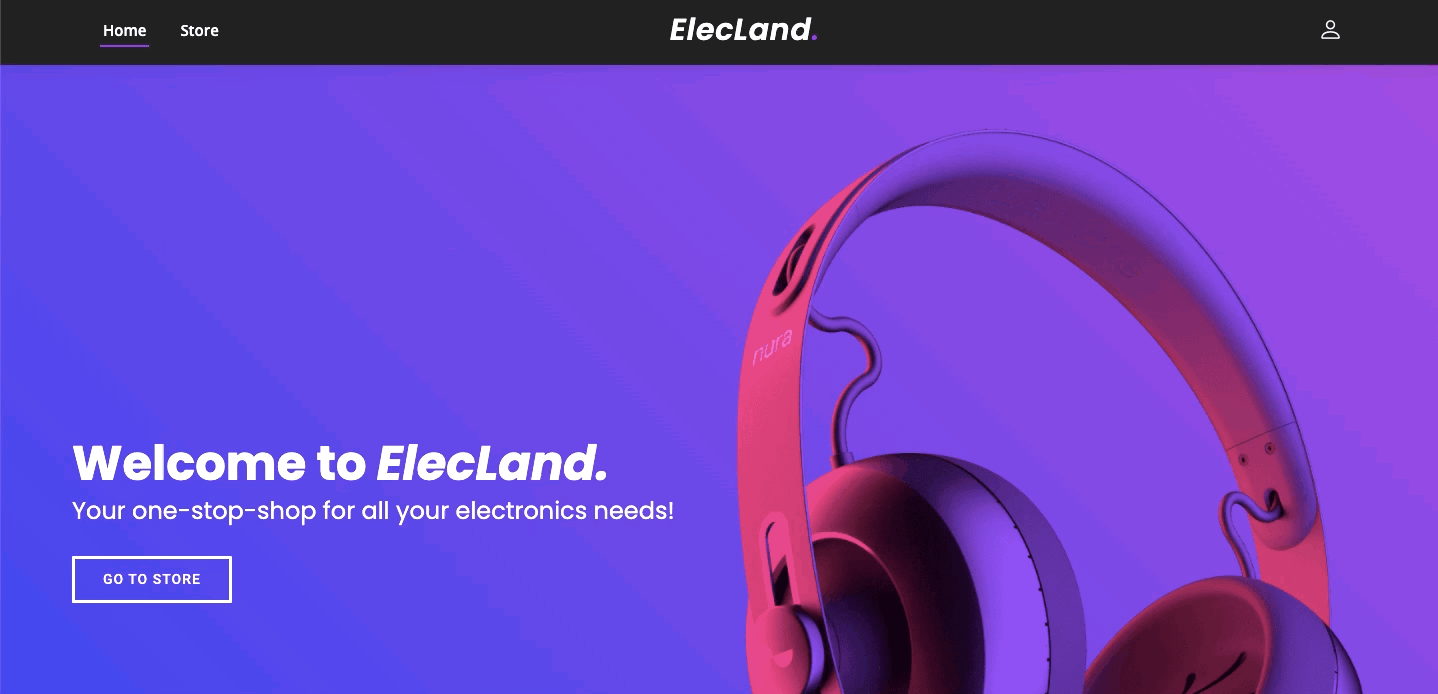 Home Store ElecLand.
nura
Welcome to ElecLand.
Your one-stop-shop for all your electronics needs!
GO TO STORE